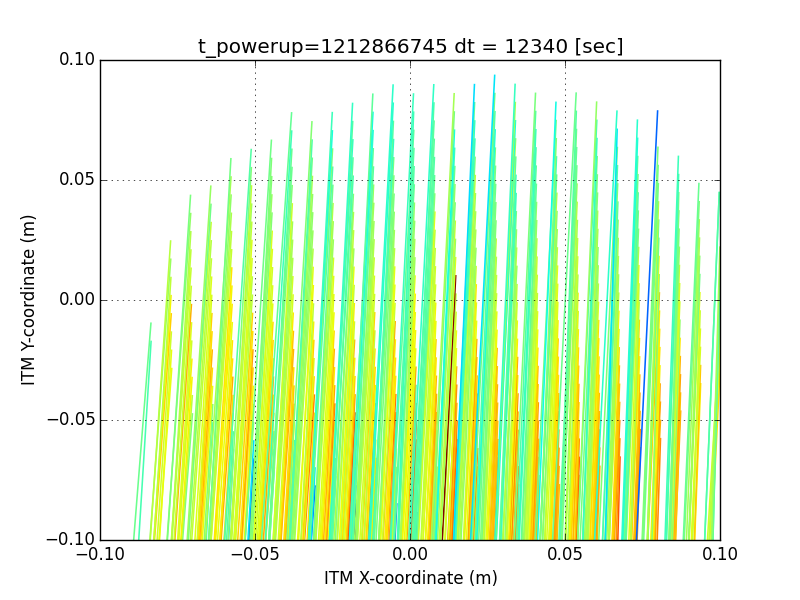 t_powerup=1212866745 dt = 12340 [sec]
0.10
0.05
0.00
−0.05
−0.10
ITM Y-coordinate (m)
−0.10 −0.05 0.00 0.05 0.10
ITM X-coordinate (m)